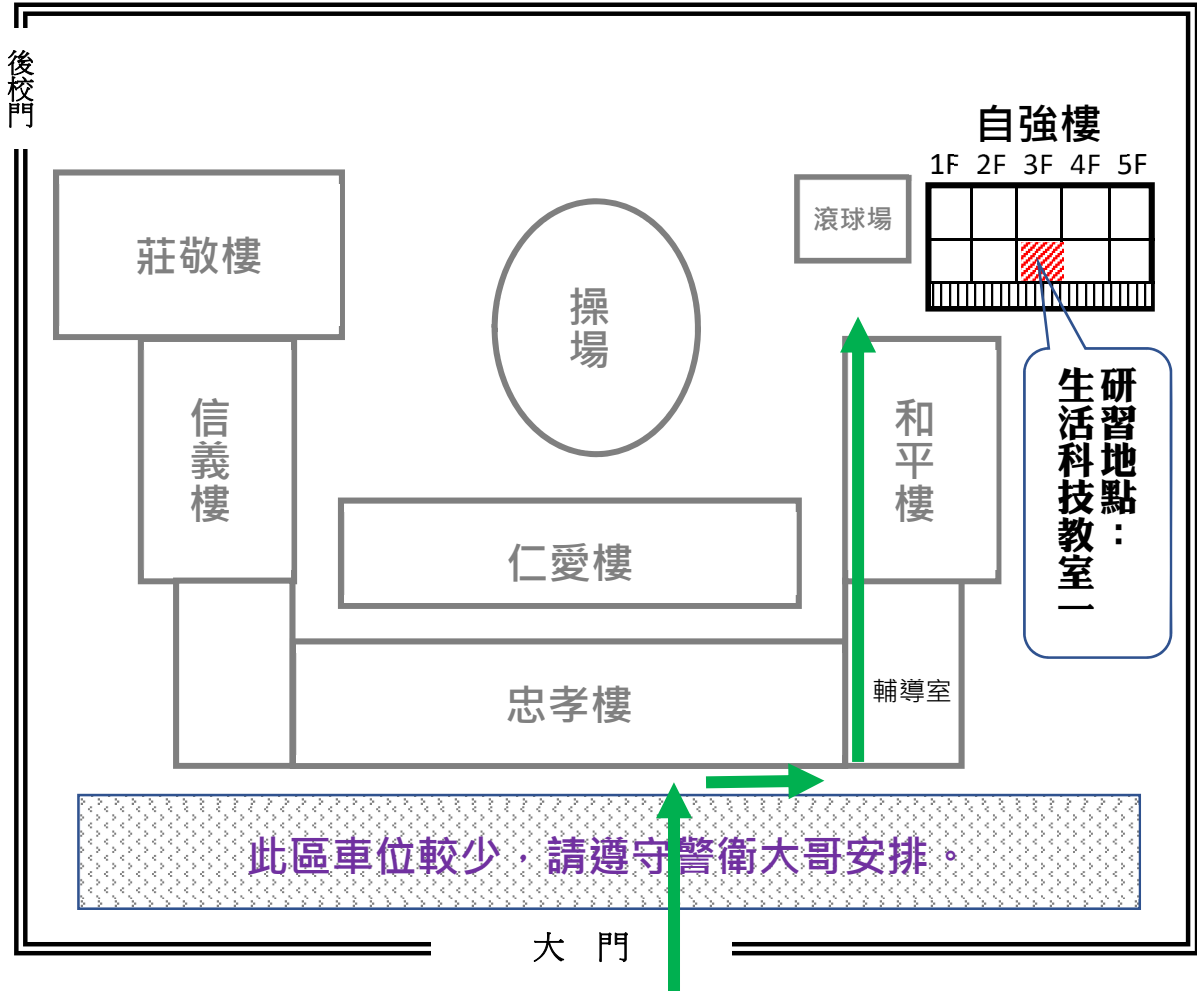 後校門
自強樓
1F 2F 3F 4F 5F
滾球場
莊敬樓
操場
研習地點：
生活科技教室一
信義樓
和平樓
仁愛樓
輔導室
忠孝樓
此區車位較少，請遵守警衛大哥安排。
大 門